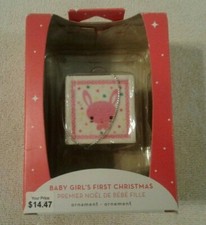 BABY GIRL'S FIRST CHRISTMAS
PREMIER NOËL DE BÉBÉ FILLE
ornament · ornement
Your Price
$14.47